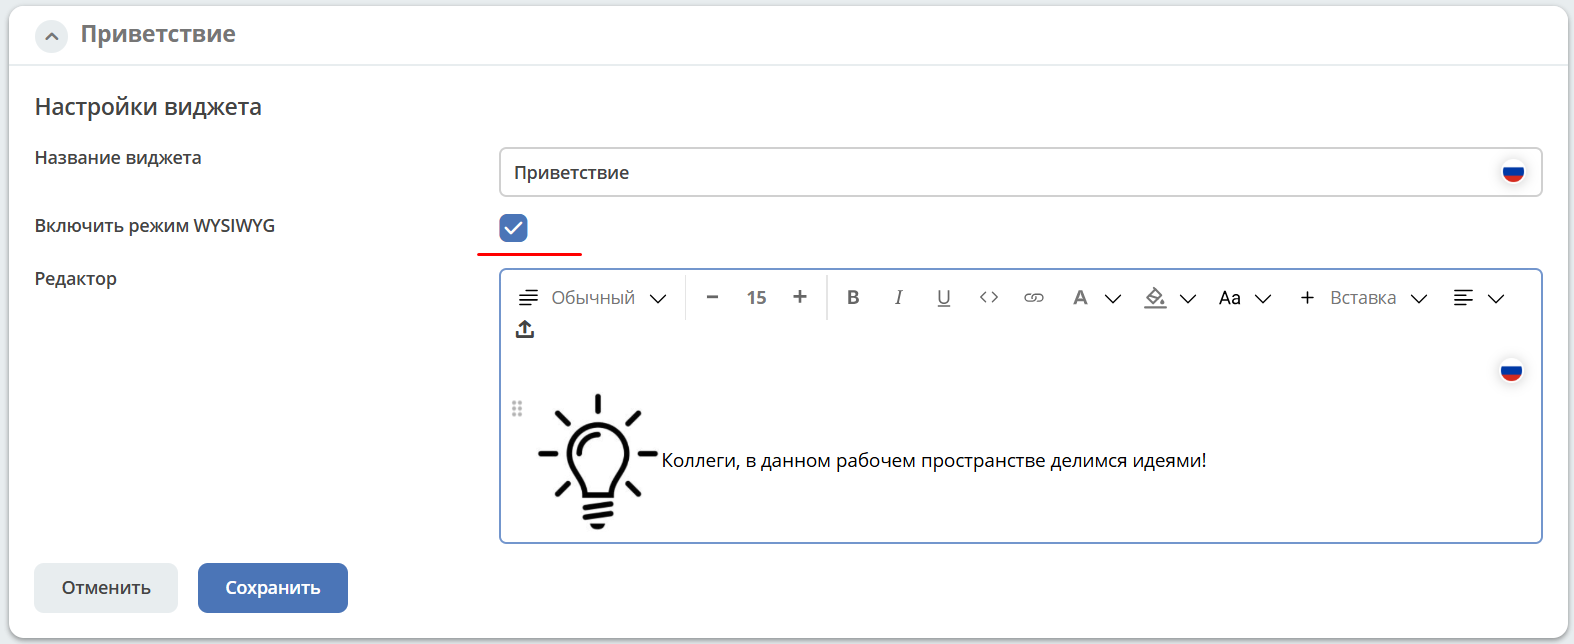 Приветствие
Настройки виджета
Название виджета
Приветствие
Включить режим WYSIWYG
Редактор
Обычный 15 B I U A Aa Вставка
Коллеги, в данном рабочем пространстве делимся идеями!
Отменить Сохранить